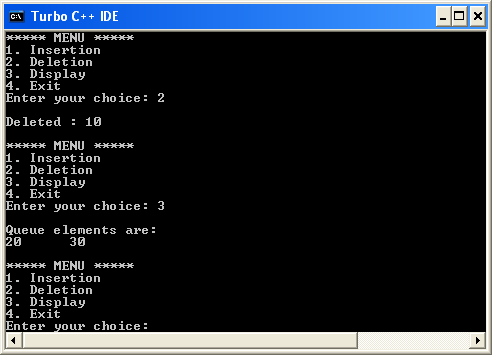 Turbo C++ IDE
***** MENU *****
1. Insertion
2. Deletion
3. Display
4. Exit
Enter your choice: 2
Deleted : 10
***** MENU *****
1. Insertion
2. Deletion
3. Display
4. Exit
Enter your choice: 3
Queue elements are:
20 30
***** MENU *****
1. Insertion
2. Deletion
3. Display
4. Exit
Enter your choice: